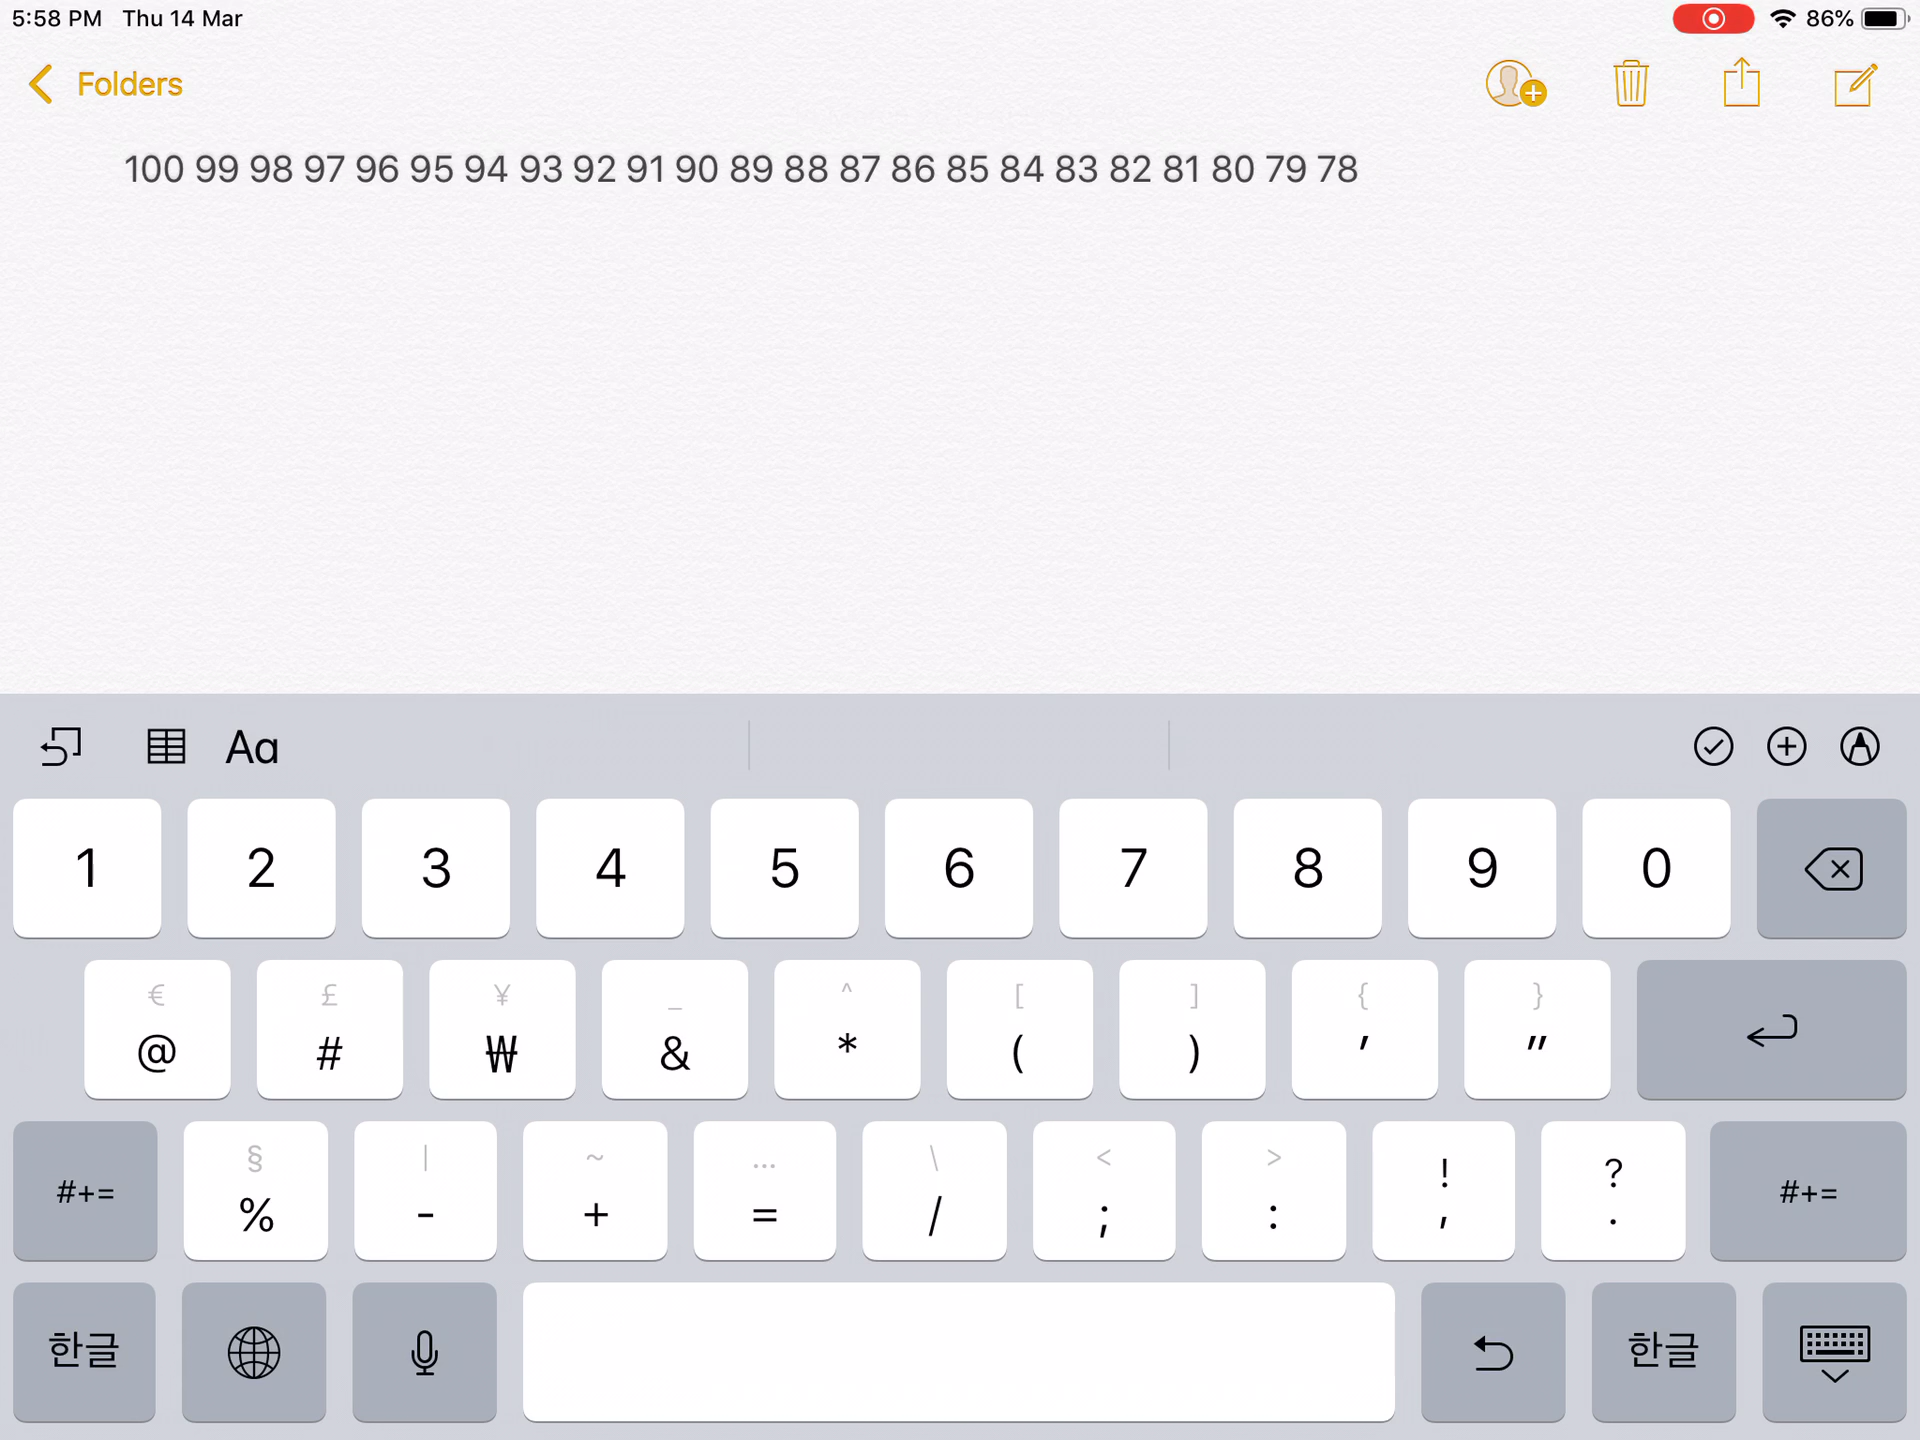 5:58 PM Thu 14 Mar 86%
Folders
100 99 98 97 96 95 94 93 92 91 90 89 88 87 86 85 84 83 82 81 80 79 78
Aa
1 2 3 4 5 6 7 8 9 0
€ £ ¥ _ ^ [ ] { }
@ # ₩ & * ( ) ' "
§ | ~ … \ < > ! ?
#+= % - + = / ; : , . #+=
한글 한글